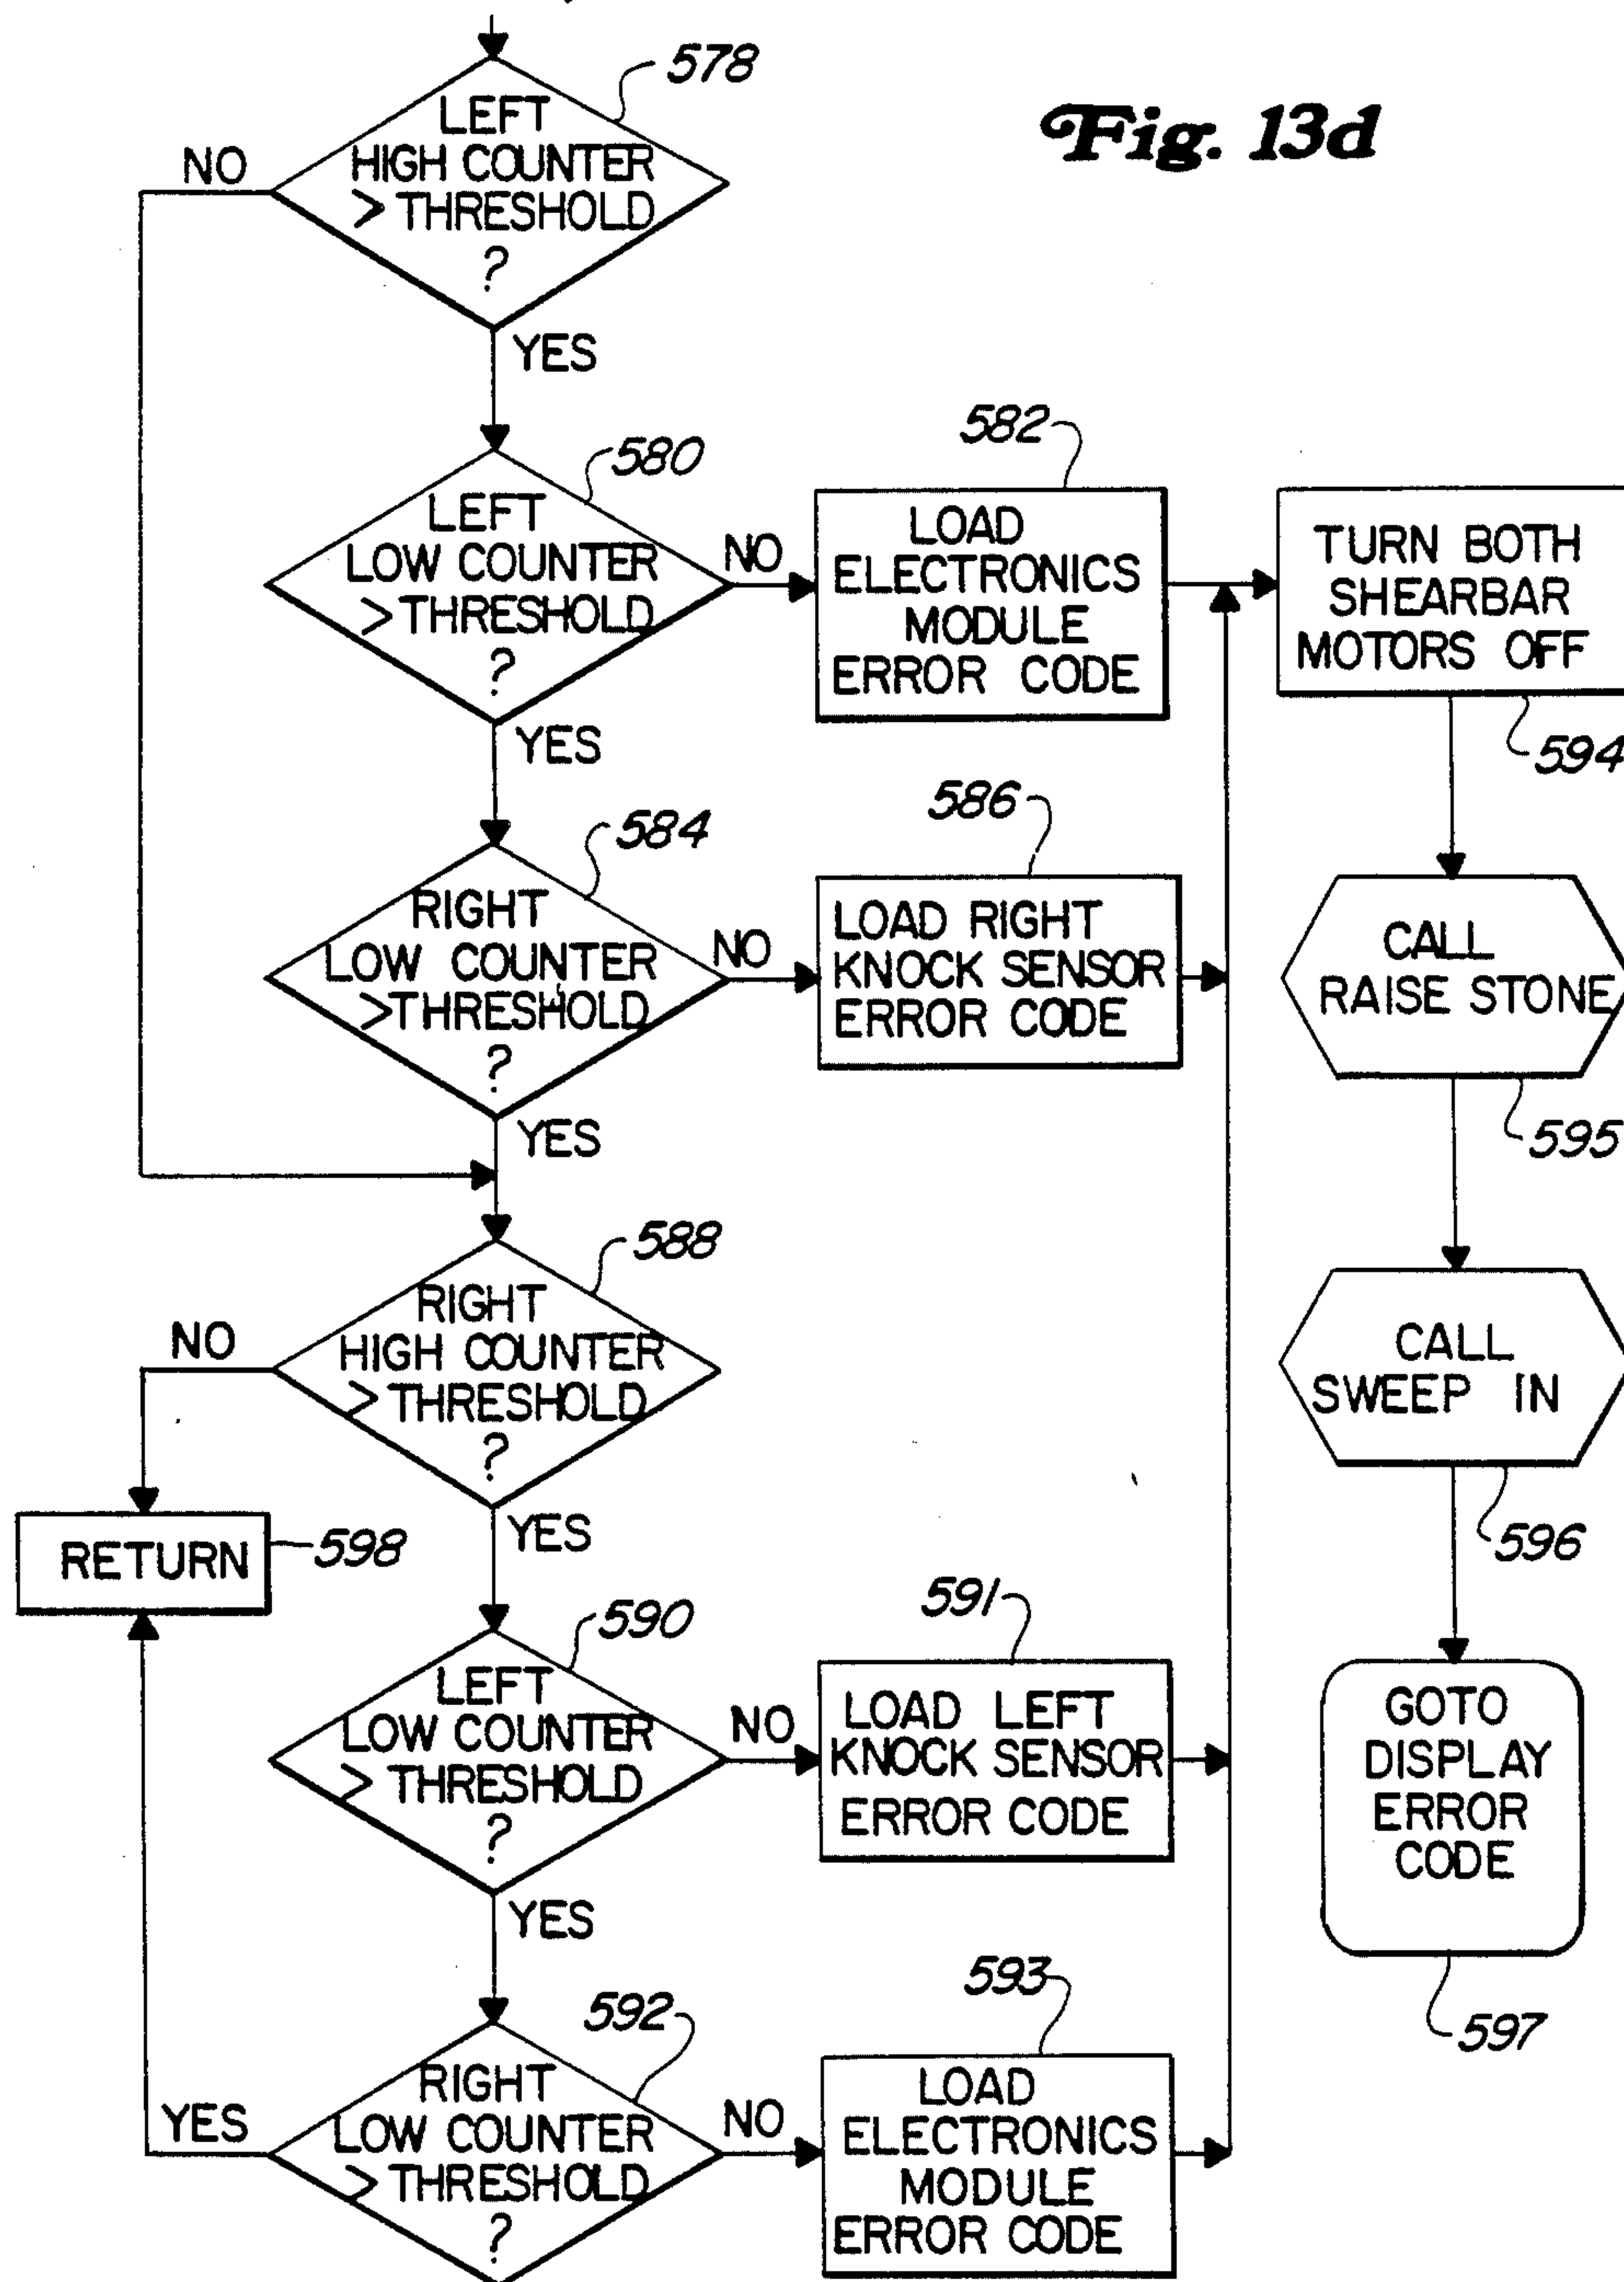 Fig. 13d
578
LEFT
HIGH COUNTER
> THRESHOLD
?
NO
YES
580
LEFT
LOW COUNTER
> THRESHOLD
?
NO
YES
582
LOAD
ELECTRONICS
MODULE
ERROR CODE
TURN BOTH
SHEARBAR
MOTORS OFF
594
584
RIGHT
LOW COUNTER
>THRESHOLD
?
NO
YES
586
LOAD RIGHT
KNOCK SENSOR
ERROR CODE
CALL
RAISE STONE
595
588
RIGHT
HIGH COUNTER
> THRESHOLD
?
NO
YES
RETURN
598
CALL
SWEEP IN
596
590
LEFT
LOW COUNTER
> THRESHOLD
?
NO
YES
591
LOAD LEFT
KNOCK SENSOR
ERROR CODE
GOTO
DISPLAY
ERROR
CODE
597
592
RIGHT
LOW COUNTER
> THRESHOLD
?
YES
NO
593
LOAD
ELECTRONICS
MODULE
ERROR CODE